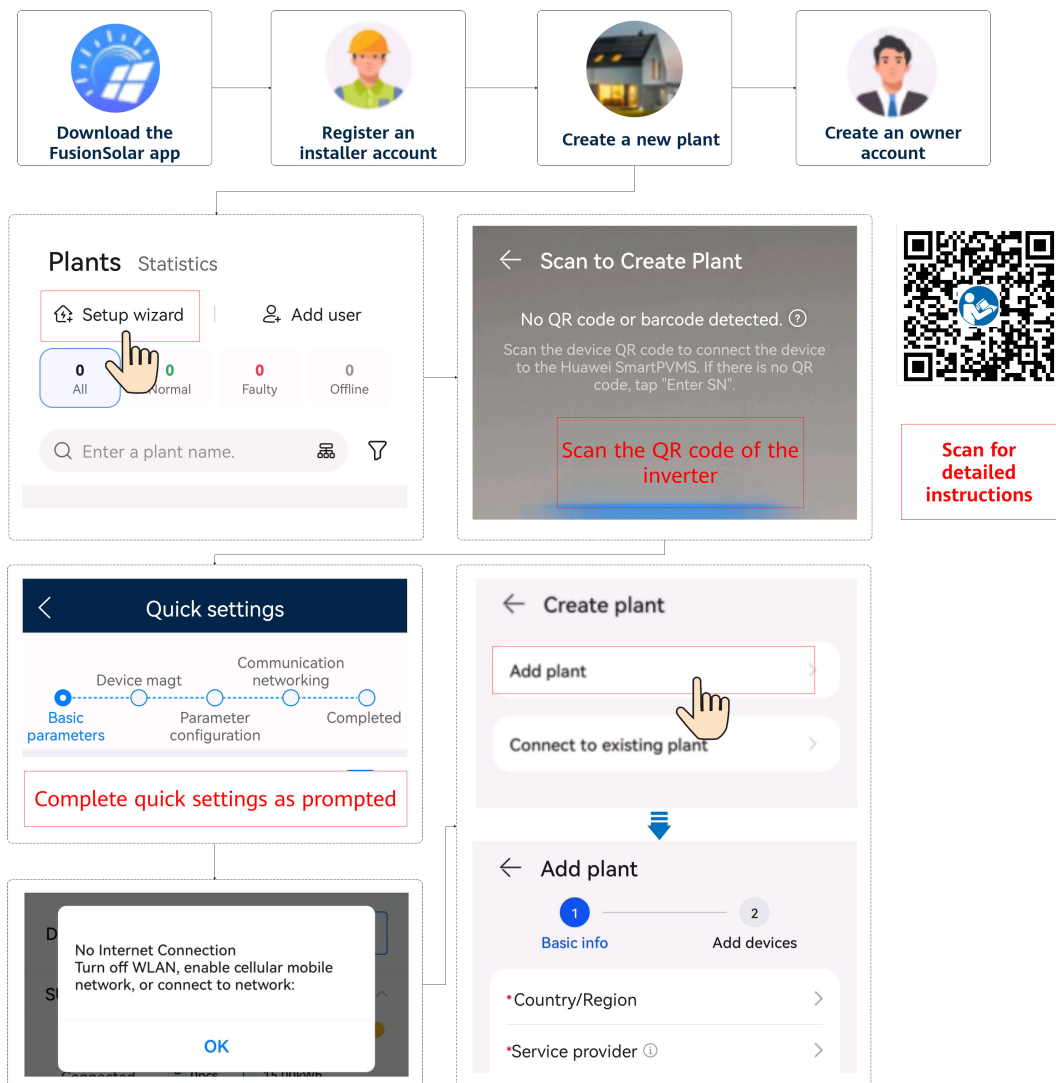 Download the
FusionSolar app
Register an
installer account
Create a new plant
Create an owner
account
Plants Statistics
Setup wizard
Add user
0
All
0
Normal
0
Faulty
0
Offline
Enter a plant name.
Scan to Create Plant
No QR code or barcode detected.
Scan the device QR code to connect the device
to the Huawei SmartPVMS. If there is no QR
code, tap "Enter SN".
Scan the QR code of the
inverter
Scan for
detailed
instructions
Quick settings
Basic
parameters
Device magt
Parameter
configuration
Communication
networking
Completed
Complete quick settings as prompted
No Internet Connection
Turn off WLAN, enable cellular mobile
network, or connect to network:
OK
Create plant
Add plant
Connect to existing plant
Add plant
1
Basic info
2
Add devices
*Country/Region
*Service provider